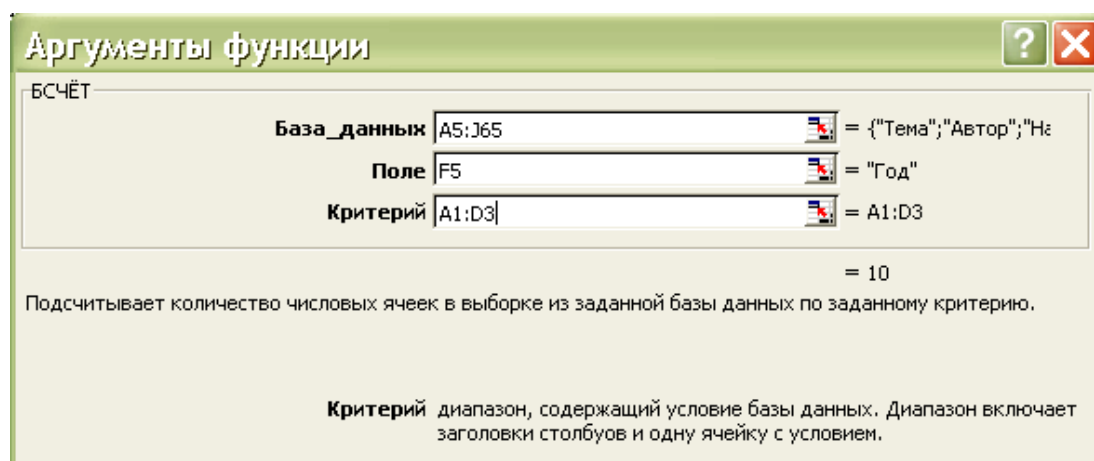 Аргументы функции
БСЧЁТ
База_данных A5:J65 = {"Тема";"Автор";"На
Поле F5 = "Год"
Критерий A1:D3 = A1:D3
= 10
Подсчитывает количество числовых ячеек в выборке из заданной базы данных по заданному критерию.
Критерий диапазон, содержащий условие базы данных. Диапазон включает
заголовки столбуов и одну ячейку с условием.